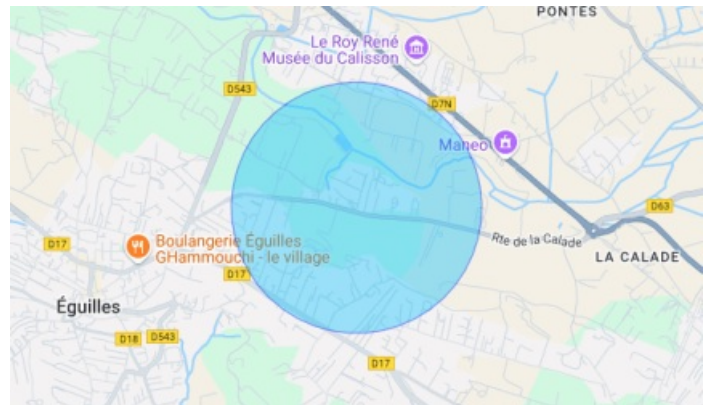 PONTES
Le Roy René
Musée du Calisson
D543
D7N
Maneo
D63
Rte de la Calade
D17
Boulangerie Éguilles
GHammouchi - le village
LA CALADE
D17
Éguilles
D18
D543
D17